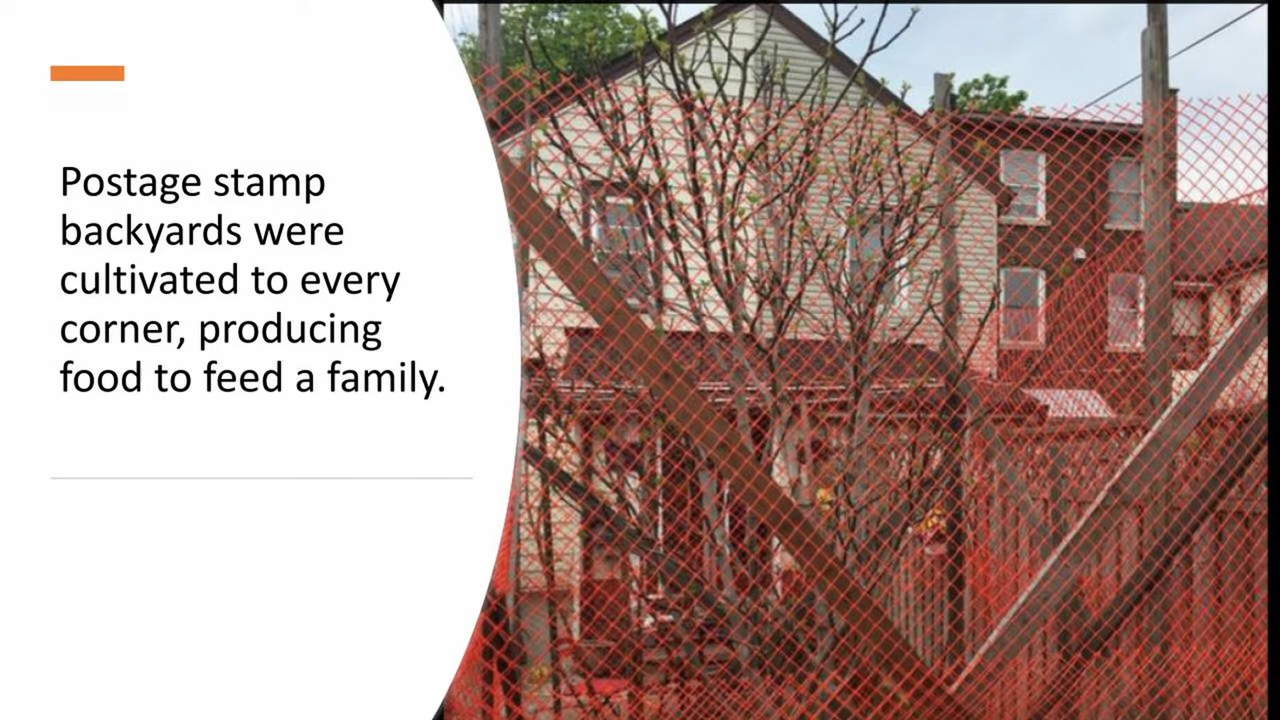 Postage stamp
backyards were
cultivated to every
corner, producing
food to feed a family.